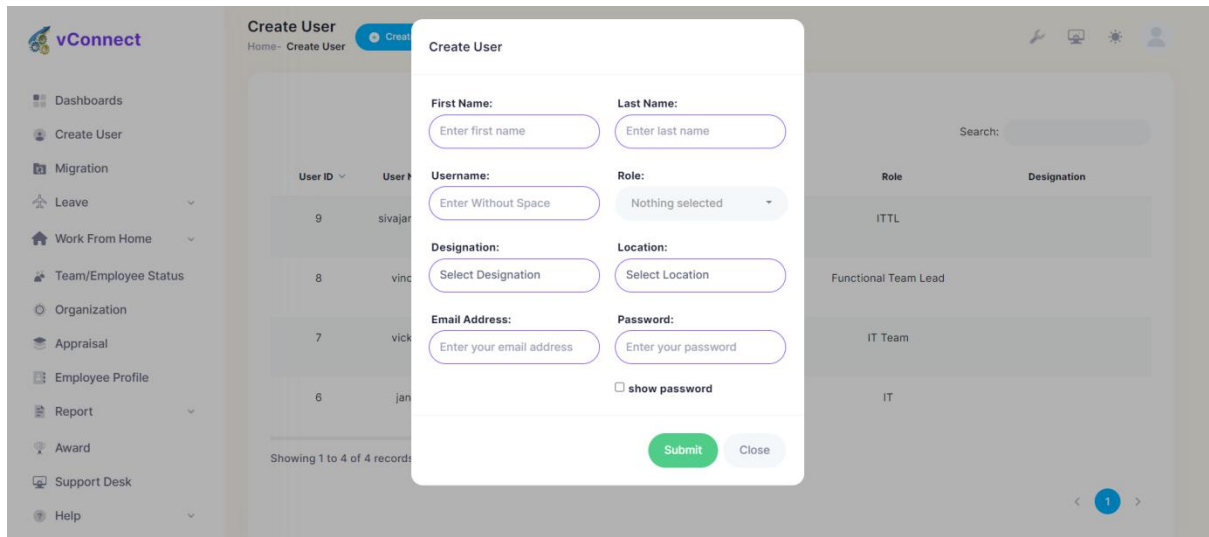 vConnect
Dashboards
Create User
Migration
Leave
Work From Home
Team/Employee Status
Organization
Appraisal
Employee Profile
Report
Award
Support Desk
Help
Create User
Home- Create User
Search:
User ID
Role
Designation
9
ITTL
8
Functional Team Lead
7
IT Team
6
IT
Showing 1 to 4 of 4 records
1
Create User
First Name: Last Name:
Enter first name Enter last name
Username: Role:
Enter Without Space Nothing selected
Designation: Location:
Select Designation Select Location
Email Address: Password:
Enter your email address Enter your password
show password
Submit Close